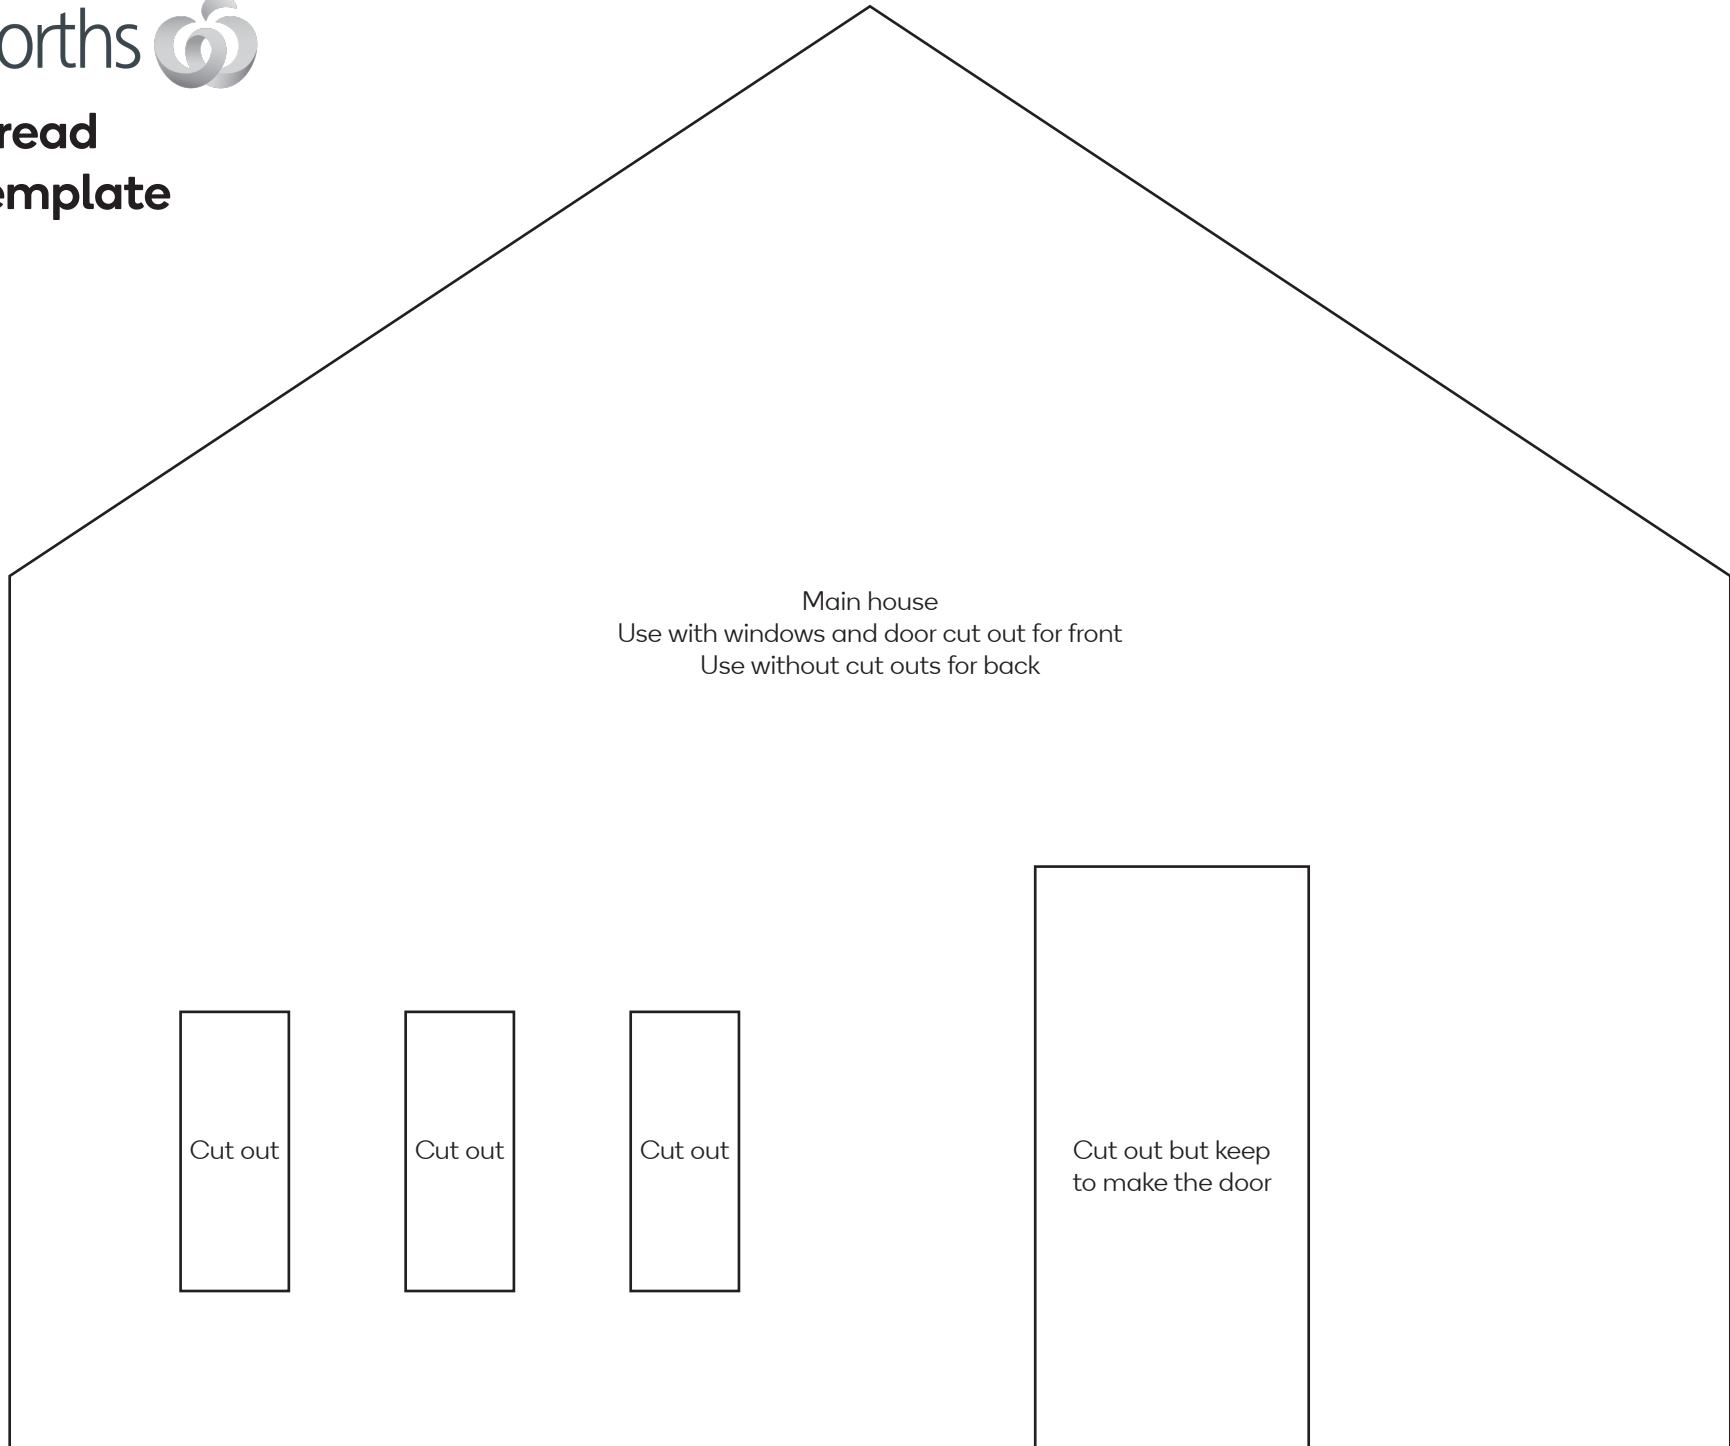 orths
read
emplate
Main house
Use with windows and door cut out for front
Use without cut outs for back
Cut out
Cut out
Cut out
Cut out but keep
to make the door